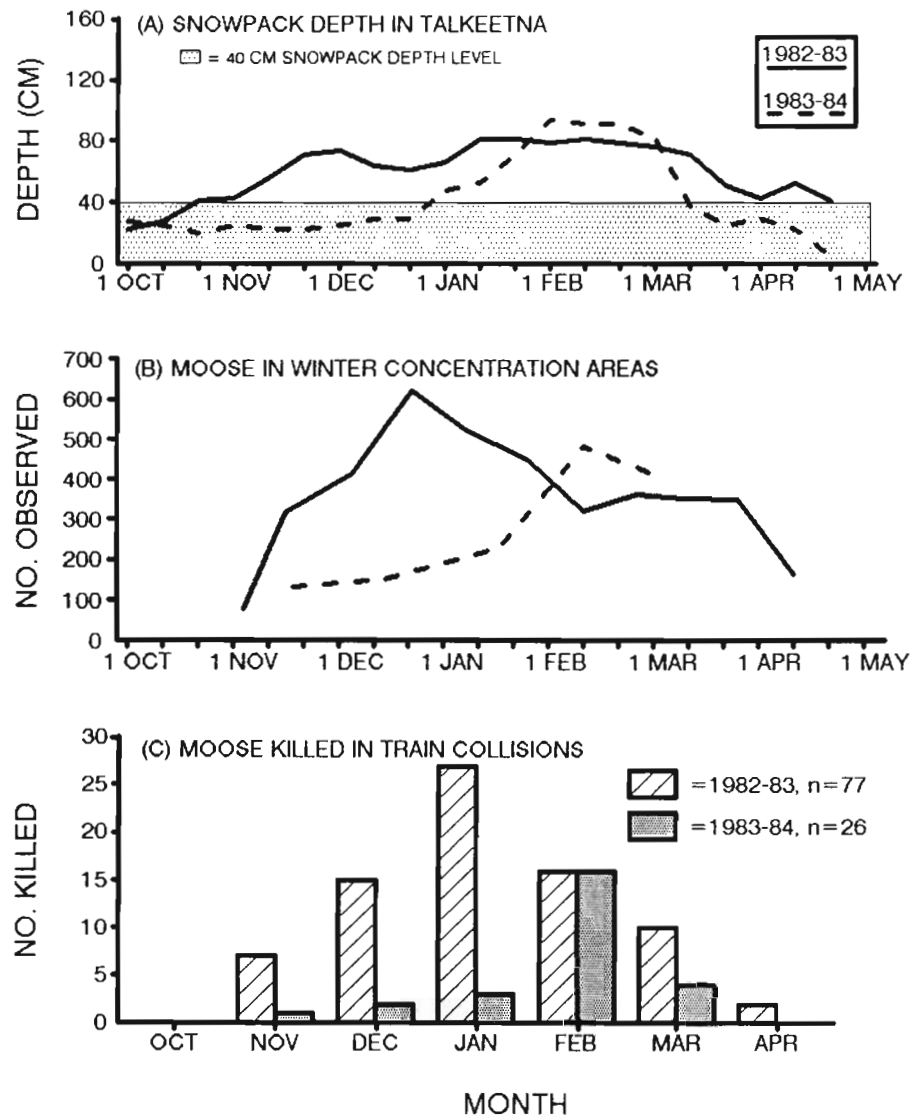 (A) SNOWPACK DEPTH IN TALKEETNA
= 40 CM SNOWPACK DEPTH LEVEL
1982-83
1983-84
DEPTH (CM)
160
120
80
40
0
1 OCT 1 NOV 1 DEC 1 JAN 1 FEB 1 MAR 1 APR 1 MAY
(B) MOOSE IN WINTER CONCENTRATION AREAS
NO. OBSERVED
700
600
500
400
300
200
100
0
1 OCT 1 NOV 1 DEC 1 JAN 1 FEB 1 MAR 1 APR 1 MAY
(C) MOOSE KILLED IN TRAIN COLLISIONS
=1982-83, n=77
=1983-84, n=26
NO. KILLED
30
25
20
15
10
5
0
OCT NOV DEC JAN FEB MAR APR
MONTH